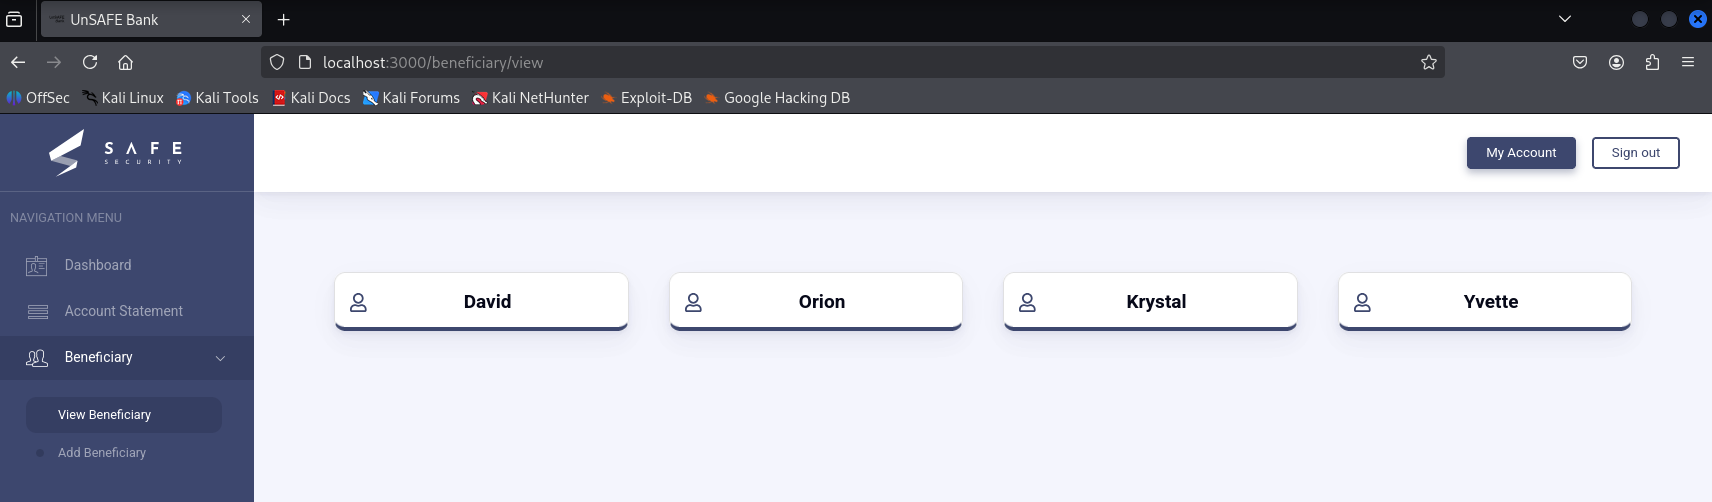 UnSAFE Bank
localhost:3000/beneficiary/view
OffSec Kali Linux Kali Tools Kali Docs Kali Forums Kali NetHunter Exploit-DB Google Hacking DB
SAFE
SECURITY
My Account Sign out
NAVIGATION MENU
Dashboard
Account Statement
Beneficiary
View Beneficiary
Add Beneficiary
David Orion Krystal Yvette